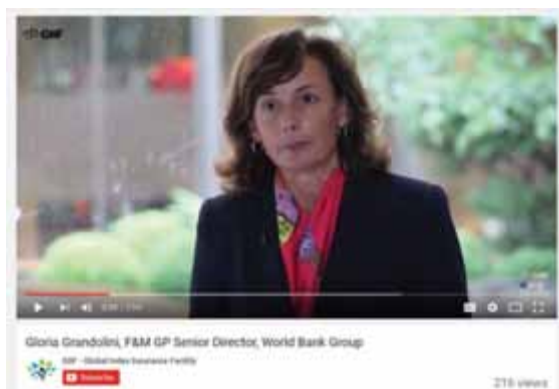 GIIF
Gloria Grandolini, F&M GP Senior Director, World Bank Group
GIIF - Global Index Insurance Facility
Subscribe
216 views